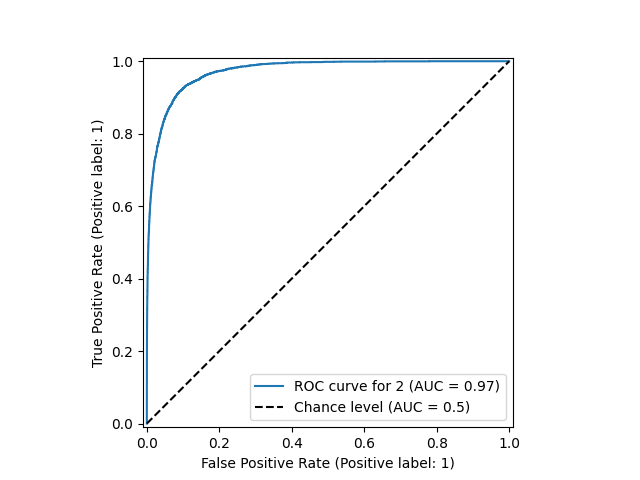 1.0
0.8
0.6
0.4
0.2
0.0
True Positive Rate (Positive label: 1)
ROC curve for 2 (AUC = 0.97)
Chance level (AUC = 0.5)
0.0 0.2 0.4 0.6 0.8 1.0
False Positive Rate (Positive label: 1)